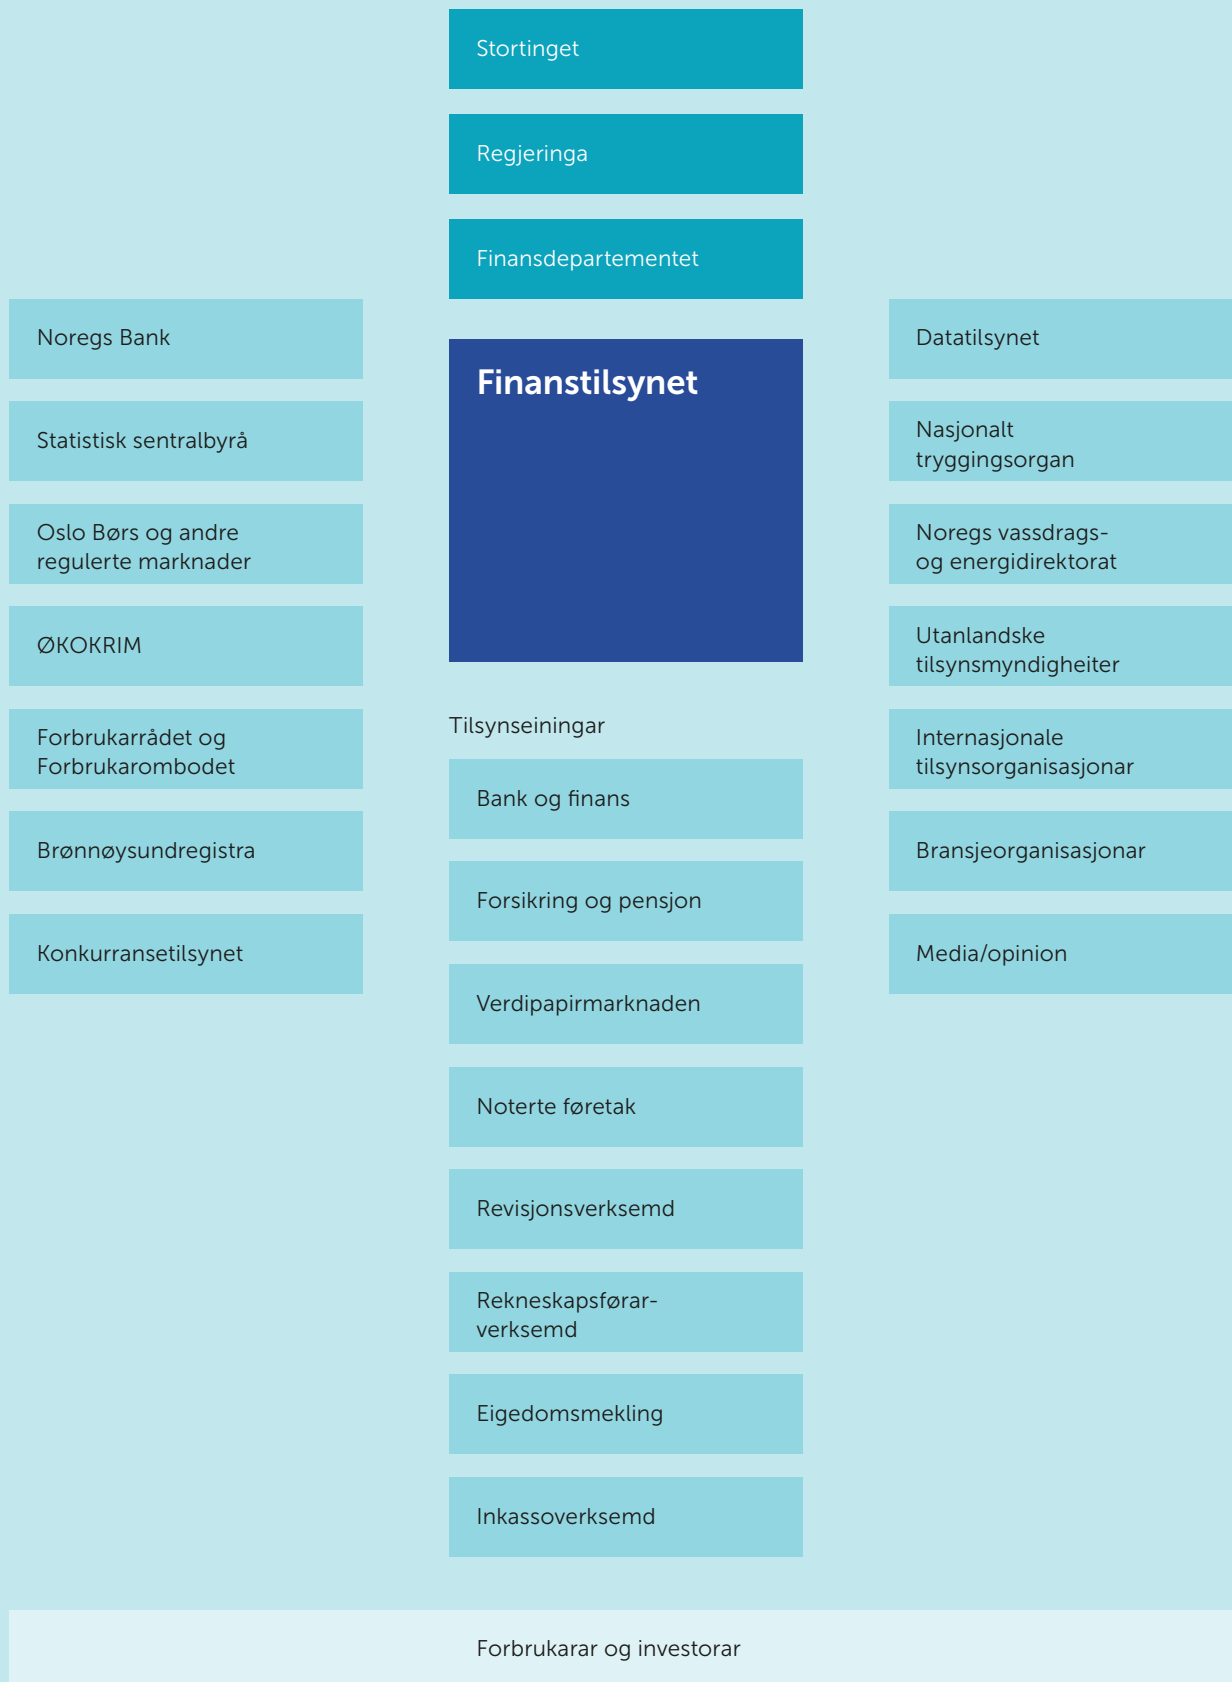 Stortinget
Regjeringa
Finansdepartementet
Noregs Bank
Statistisk sentralbyrå
Oslo Børs og andre
regulerte marknader
ØKOKRIM
Forbrukarrådet og
Forbrukarombodet
Brønnøysundregistra
Konkurransetilsynet
Finanstilsynet
Tilsynseiningar
Bank og finans
Forsikring og pensjon
Verdipapirmarknaden
Noterte føretak
Revisjonsverksemd
Rekneskapsførar-
verksemd
Eigedomsmekling
Inkassoverksemd
Datatilsynet
Nasjonalt
tryggingsorgan
Noregs vassdrags-
og energidirektorat
Utanlandske
tilsynsmyndigheiter
Internasjonale
tilsynsorganisasjonar
Bransjeorganisasjonar
Media/opinion
Forbrukarar og investorar